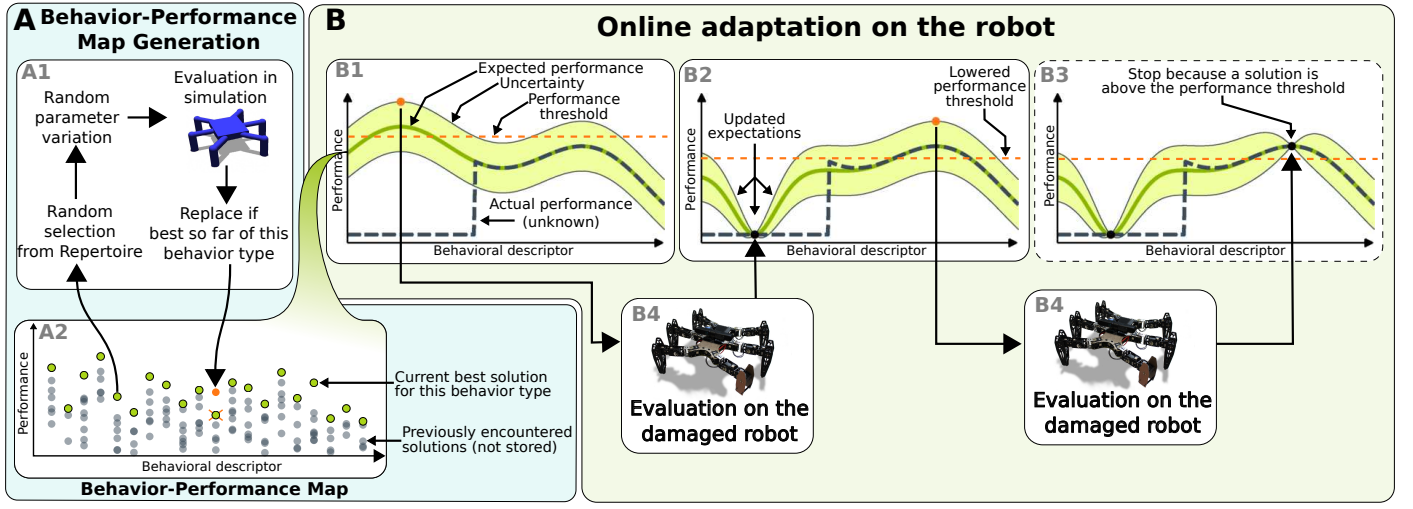 A
Behavior-Performance
Map Generation
A1
Random
parameter
variation
Evaluation in
simulation
Random
selection
from Repertoire
Replace if
best so far of this
behavior type
A2
Performance
Behavioral descriptor
Current best solution
for this behavior type
Previously encountered
solutions (not stored)
Behavior-Performance Map
B
Online adaptation on the robot
B1
Expected performance
Uncertainty
Performance
threshold
Actual performance
(unknown)
Performance
Behavioral descriptor
B2
Updated
expectations
Lowered
performance
threshold
Performance
Behavioral descriptor
B3
Stop because a solution is
above the performance threshold
Performance
Behavioral descriptor
B4
Evaluation on the
damaged robot
B4
Evaluation on the
damaged robot